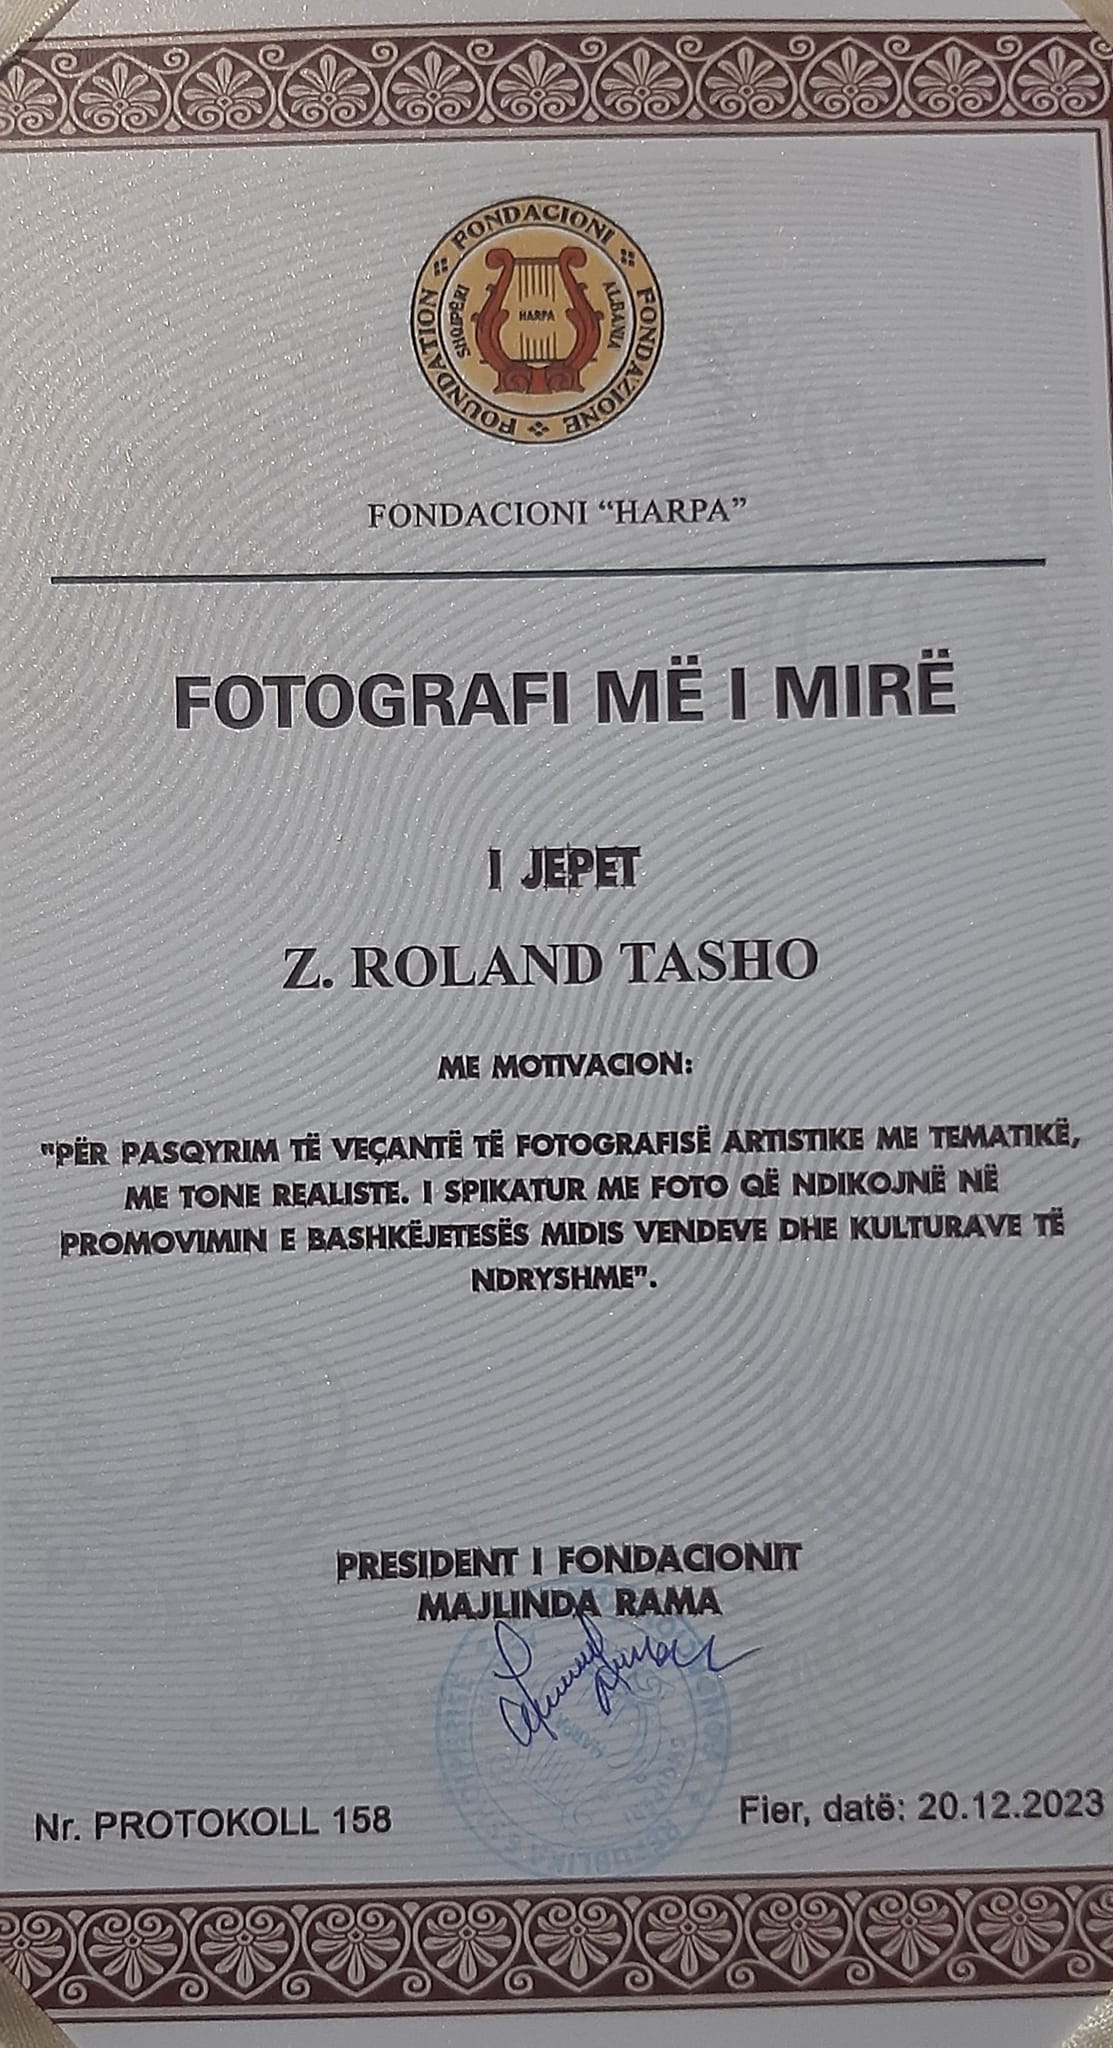 FONDACIONI
FONDAZIONE
FOUNDATION
SHQIPËRI
ALBANIA
HARPA
FONDACIONI “HARPA”
FOTOGRAFI MË I MIRË
I JEPET
Z. ROLAND TASHO
ME MOTIVACION:
"PËR PASQYRIM TË VEÇANTË TË FOTOGRAFISË ARTISTIKE ME TEMATIKË,
ME TONE REALISTE. I SPIKATUR ME FOTO QË NDIKOJNË NË
PROMOVIMIN E BASHKËJETESËS MIDIS VENDEVE DHE KULTURAVE TË
NDRYSHME".
PRESIDENT I FONDACIONIT
MAJLINDA RAMA
HARPA
Nr. PROTOKOLL 158
Fier, datë: 20.12.2023